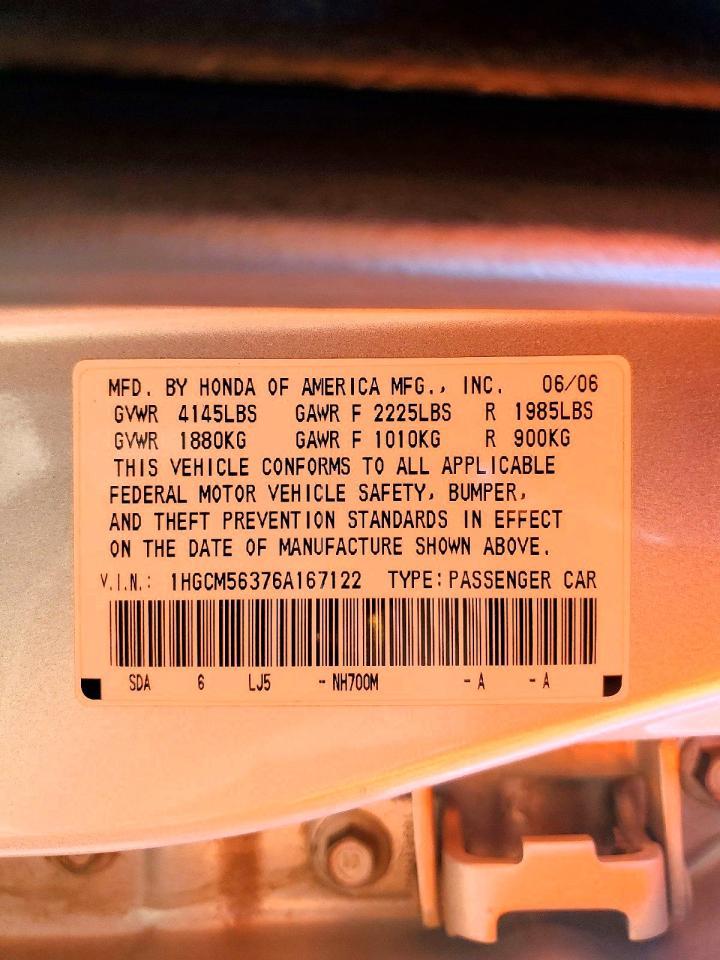 MFD. BY HONDA OF AMERICA MFG., INC. 06/06
GVWR 4145LBS GAWR F 2225LBS R 1985LBS
GVWR 1880KG GAWR F 1010KG R 900KG
THIS VEHICLE CONFORMS TO ALL APPLICABLE
FEDERAL MOTOR VEHICLE SAFETY, BUMPER,
AND THEFT PREVENTION STANDARDS IN EFFECT
ON THE DATE OF MANUFACTURE SHOWN ABOVE.
V.I.N.: 1HGCM56376A167122 TYPE: PASSENGER CAR
SDA 6 LJ5 - NH700M - A - A